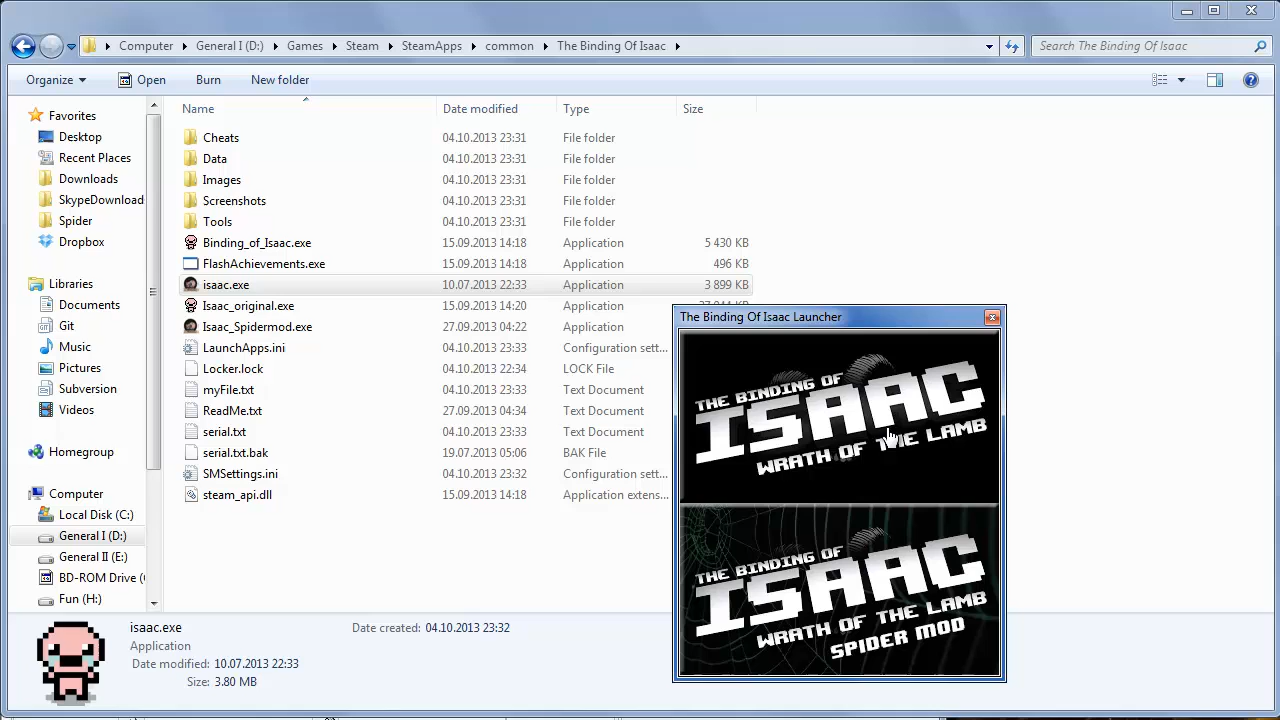 Computer General I (D:) Games Steam SteamApps common The Binding Of Isaac Search The Binding Of Isaac
Organize Open Burn New folder
Favorites
Desktop
Recent Places
Downloads
SkypeDownload
Spider
Dropbox
Libraries
Documents
Git
Music
Pictures
Subversion
Videos
Homegroup
Computer
Local Disk (C:)
General I (D:)
General II (E:)
BD-ROM Drive (
Fun (H:)
Name Date modified Type Size
Cheats 04.10.2013 23:31 File folder
Data 04.10.2013 23:31 File folder
Images 04.10.2013 23:31 File folder
Screenshots 04.10.2013 23:31 File folder
Tools 04.10.2013 23:31 File folder
Binding_of_Isaac.exe 15.09.2013 14:18 Application 5 430 KB
FlashAchievements.exe 15.09.2013 14:18 Application 496 KB
isaac.exe 10.07.2013 22:33 Application 3 899 KB
Isaac_original.exe 15.09.2013 14:20 Application
Isaac_Spidermod.exe 27.09.2013 04:22 Application
LaunchApps.ini 04.10.2013 23:33 Configuration sett...
Locker.lock 04.10.2013 22:34 LOCK File
myFile.txt 04.10.2013 23:33 Text Document
ReadMe.txt 27.09.2013 04:34 Text Document
serial.txt 04.10.2013 23:33 Text Document
serial.txt.bak 19.07.2013 05:06 BAK File
SMSettings.ini 04.10.2013 23:32 Configuration sett...
steam_api.dll 15.09.2013 14:18 Application extens...
The Binding Of Isaac Launcher
THE BINDING OF
ISAAC
WRATH OF THE LAMB
THE BINDING OF
ISAAC
WRATH OF THE LAMB
SPIDER MOD
isaac.exe Date created: 04.10.2013 23:32
Application
Date modified: 10.07.2013 22:33
Size: 3.80 MB